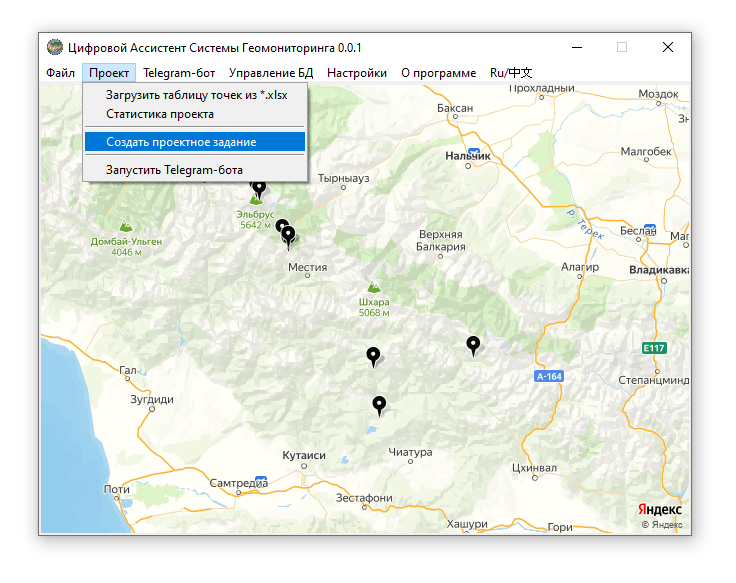 Цифровой Ассистент Системы Геомониторинга 0.0.1
Файл Проект Telegram-бот Управление БД Настройки О программе Ru/中文
Загрузить таблицу точек из *.xlsx
Статистика проекта
Создать проектное задание
Запустить Telegram-бота
Прохладный
Моздок
Баксан
Нальчик
Малгобек
Тырныауз
Эльбрус
5642 м
р. Терек
Беслан
Домбай-Ульген
4046 м
Верхняя
Балкария
Местия
Алагир
Владикавка
Шхара
5068 м
E117
Гал
А-164
Степанцминд
Зугдиди
Кутаиси
Чиатура
Цхинвал
Самтредиа
Поти
Зестафони
Хашури
Гори
Яндекс
© Яндекс